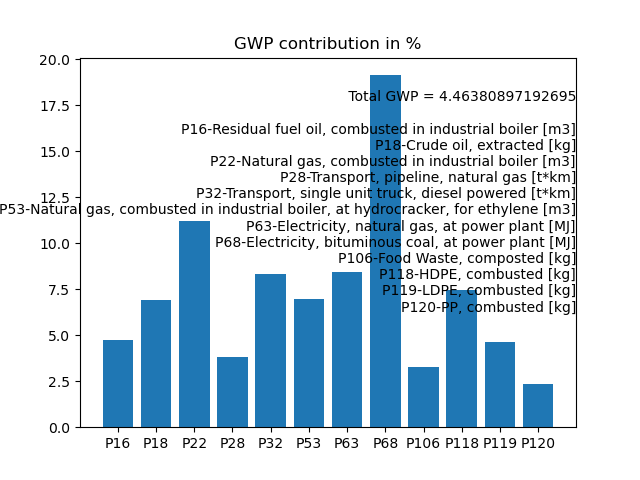 GWP contribution in %
20.0
17.5
15.0
12.5
10.0
7.5
5.0
2.5
0.0
Total GWP = 4.46380897192695
P16-Residual fuel oil, combusted in industrial boiler [m3]
P18-Crude oil, extracted [kg]
P22-Natural gas, combusted in industrial boiler [m3]
P28-Transport, pipeline, natural gas [t*km]
P32-Transport, single unit truck, diesel powered [t*km]
P53-Natural gas, combusted in industrial boiler, at hydrocracker, for ethylene [m3]
P63-Electricity, natural gas, at power plant [MJ]
P68-Electricity, bituminous coal, at power plant [MJ]
P106-Food Waste, composted [kg]
P118-HDPE, combusted [kg]
P119-LDPE, combusted [kg]
P120-PP, combusted [kg]
P16 P18 P22 P28 P32 P53 P63 P68 P106 P118 P119 P120